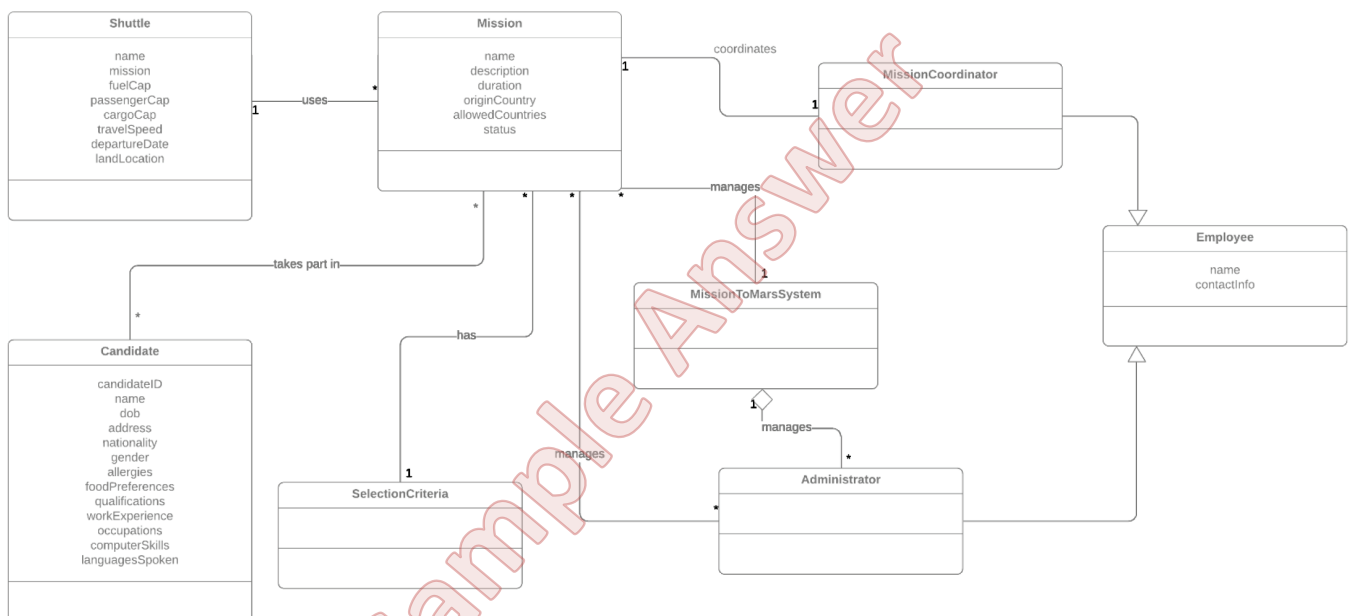 Shuttle
name
mission
fuelCap
passengerCap
cargoCap
travelSpeed
departureDate
landLocation
1
uses
*
Mission
name
description
duration
originCountry
allowedCountries
status
1
coordinates
1
MissionCoordinator
*
*
*
*
manages
1
MissionToMarsSystem
Employee
name
contactInfo
takes part in
*
has
1
manages
1
manages
*
*
Candidate
candidateID
name
dob
address
nationality
gender
allergies
foodPreferences
qualifications
workExperience
occupations
computerSkills
languagesSpoken
SelectionCriteria
Administrator
Sample Answer